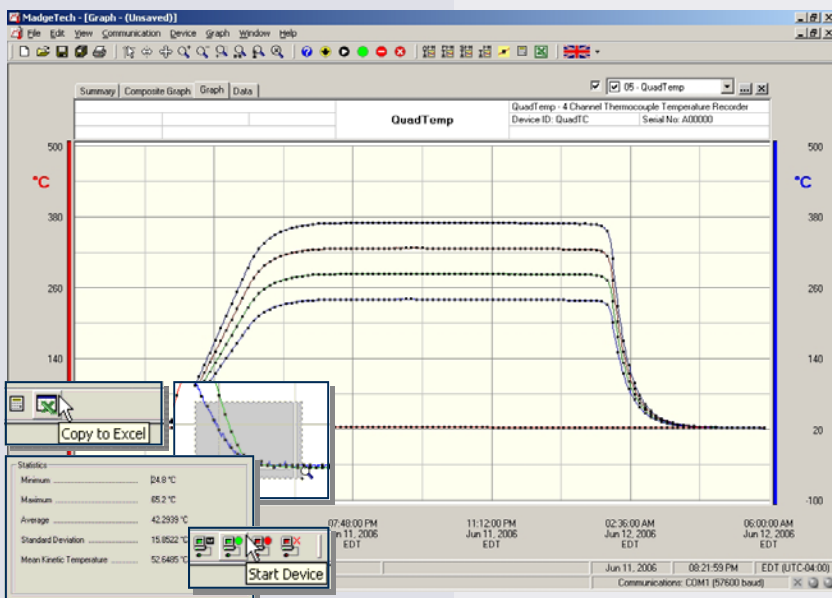 MadgeTech - [Graph - (Unsaved)]
File Edit View Communication Device Graph Window Help
Summary Composite Graph Graph Data
05 - QuadTemp
QuadTemp
QuadTemp - 4 Channel Thermocouple Temperature Recorder
Device ID: QuadTC Serial No: A00000
500 500
°C °C
380 380
260 260
140 140
20
-100
Copy to Excel
Statistics
Minimum 24.8 °C
Maximum 65.2 °C
Average 42.2939 °C
Standard Deviation 15.8522 °C
Mean Kinetic Temperature 52.6485 °C
Start Device
07:48:00 PM 11:12:00 PM 02:36:00 AM 06:00:00 AM
n 11, 2006 Jun 11, 2006 Jun 12, 2006 Jun 12, 2006
EDT EDT EDT EDT
Jun 11, 2006 08:21:59 PM EDT (UTC-04:00)
Communications: COM1 (57600 baud)